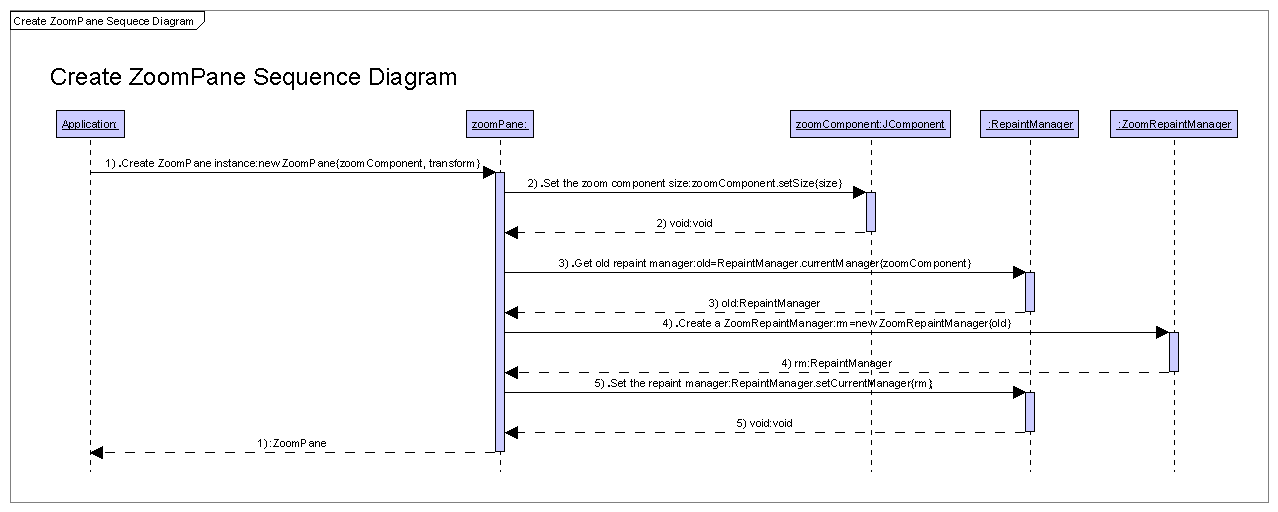 Create ZoomPane Sequece Diagram
Create ZoomPane Sequence Diagram
Application:
zoomPane:
zoomComponent:JComponent
:RepaintManager
:ZoomRepaintManager
1) .Create ZoomPane instance:new ZoomPane{zoomComponent, transform}
2) .Set the zoom component size:zoomComponent.setSize{size}
2) void:void
3) .Get old repaint manager:old=RepaintManager.currentManager{zoomComponent}
3) old:RepaintManager
4) .Create a ZoomRepaintManager:rm=new ZoomRepaintManager{old}
4) rm:RepaintManager
5) .Set the repaint manager:RepaintManager.setCurrentManager{rm}
5) void:void
1) :ZoomPane